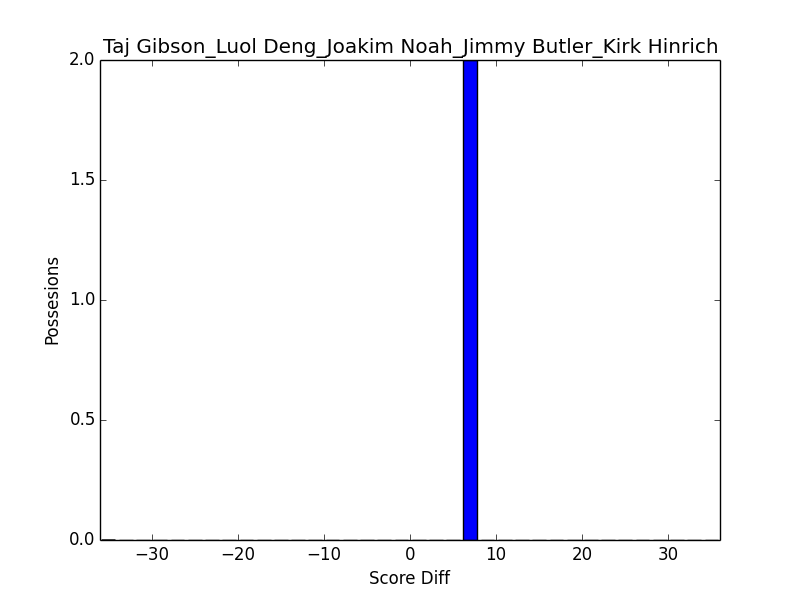 Taj Gibson_Luol Deng_Joakim Noah_Jimmy Butler_Kirk Hinrich
2.0
1.5
1.0
0.5
0.0
Possesions
−30 −20 −10 0 10 20 30
Score Diff